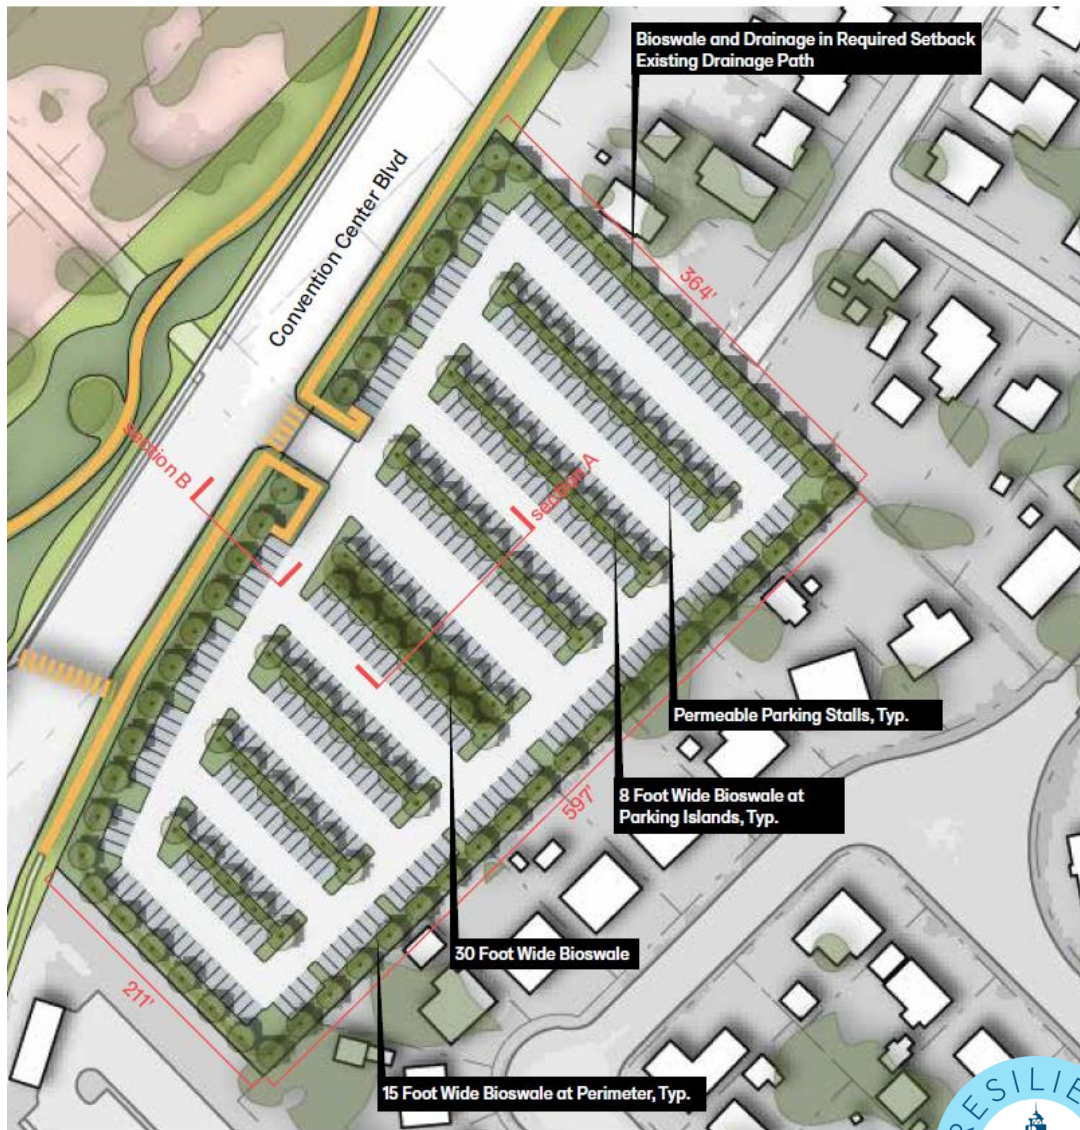 Bioswale and Drainage in Required Setback
Existing Drainage Path
Convention Center Blvd
364'
section B
section A
Permeable Parking Stalls, Typ.
8 Foot Wide Bioswale at
Parking Islands, Typ.
597'
30 Foot Wide Bioswale
211'
15 Foot Wide Bioswale at Perimeter, Typ.